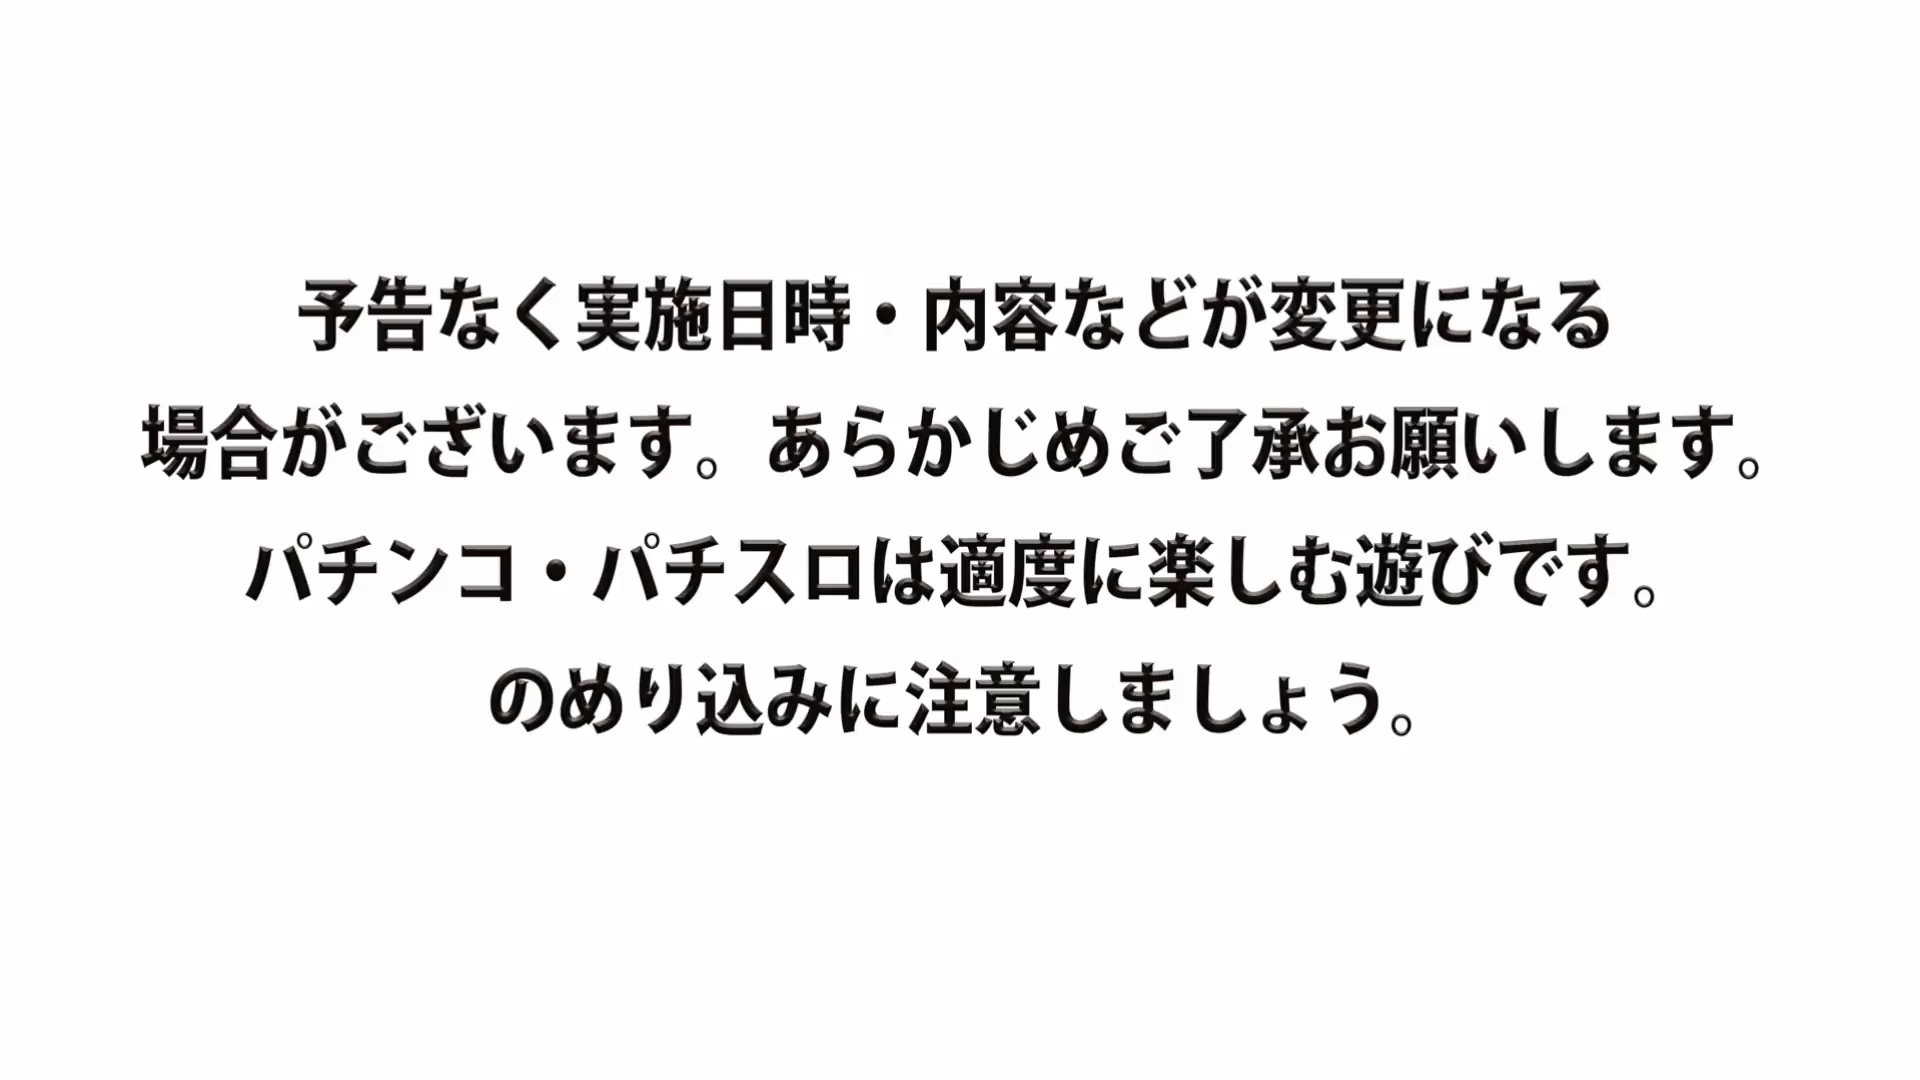 予告なく実施日時・内容などが変更になる
場合がございます。あらかじめご了承お願いします。
パチンコ・パチスロは適度に楽しむ遊びです。
のめり込みに注意しましょう。